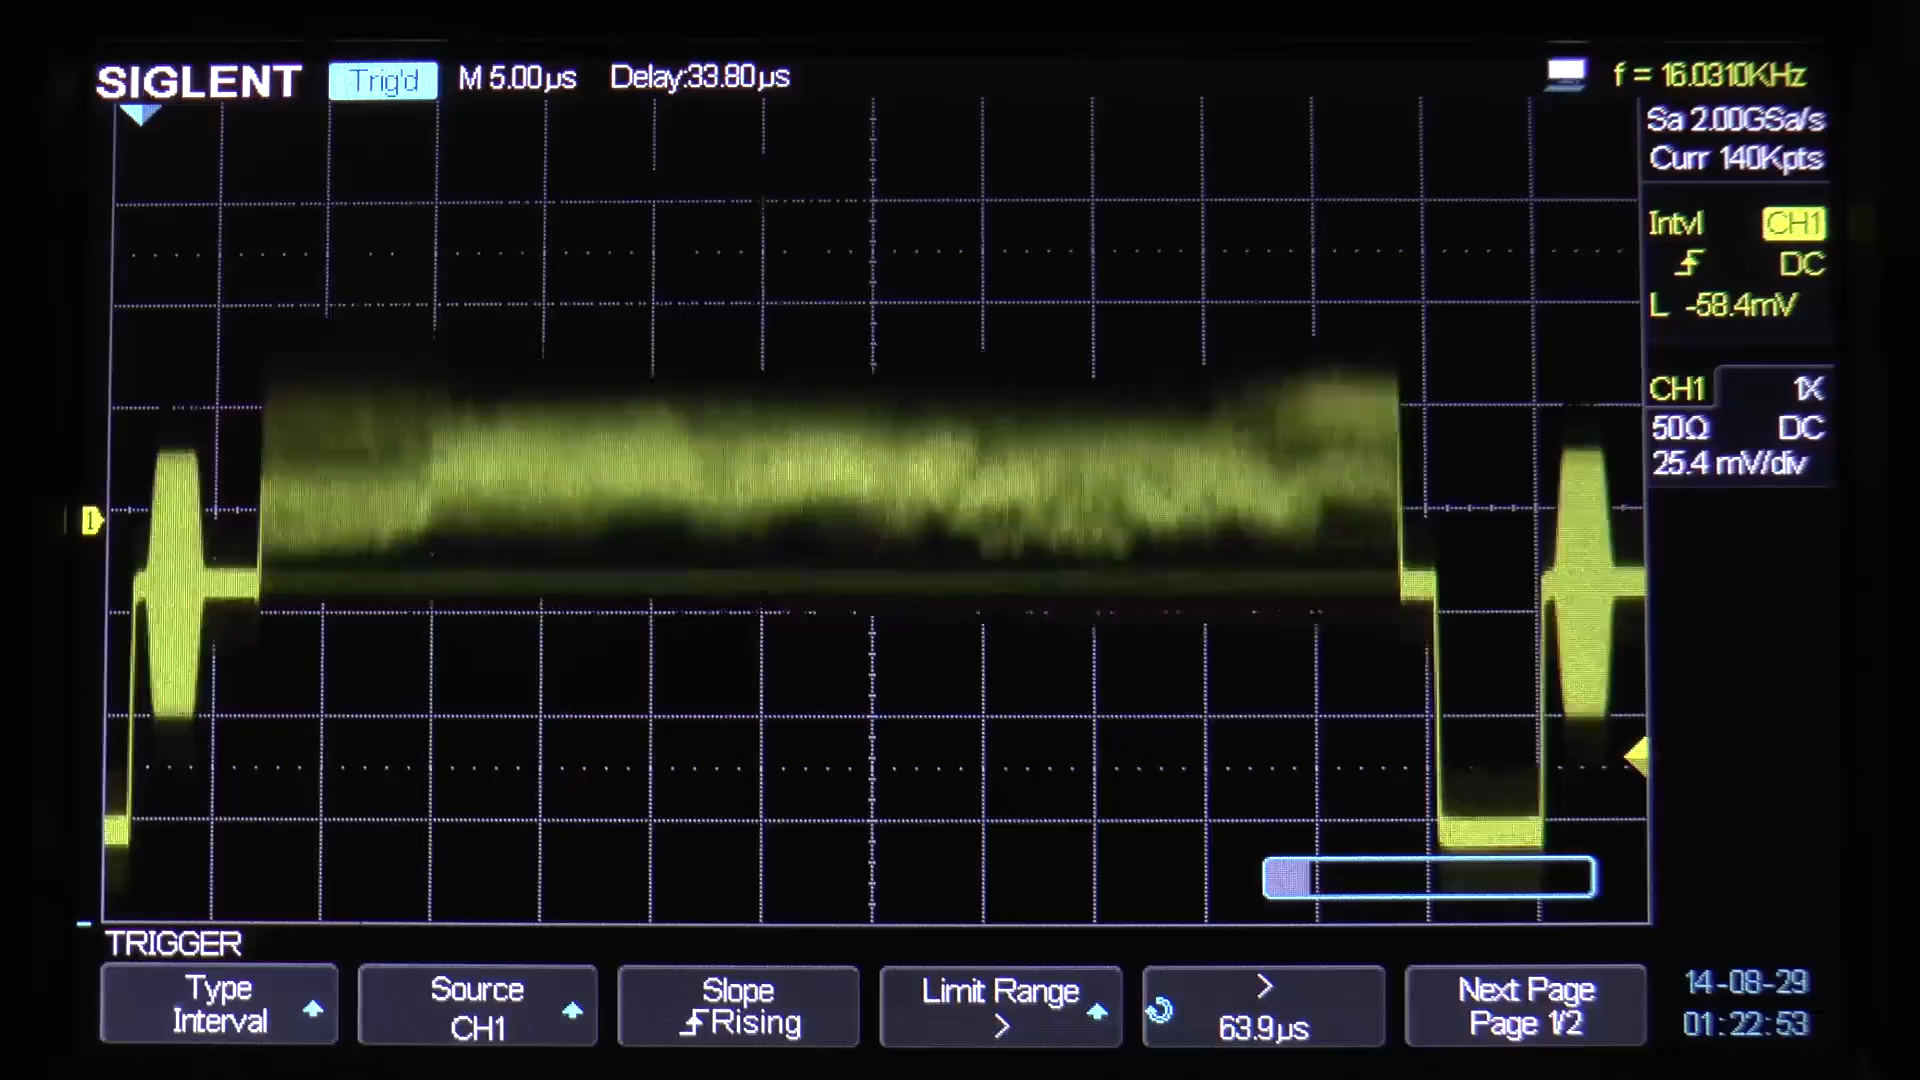 SIGLENT Trig'd M 5.00µs Delay:33.80µs f = 16.0310KHz
Sa 2.00GSa/s
Curr 140Kpts
Intvl CH1
DC
L -58.4mV
CH1 1X
50Ω DC
25.4 mV/div
1
TRIGGER
Type
Interval
Source
CH1
Slope
Rising
Limit Range
>
>
63.9µs
Next Page
Page 1/2
14-08-29
01:22:53